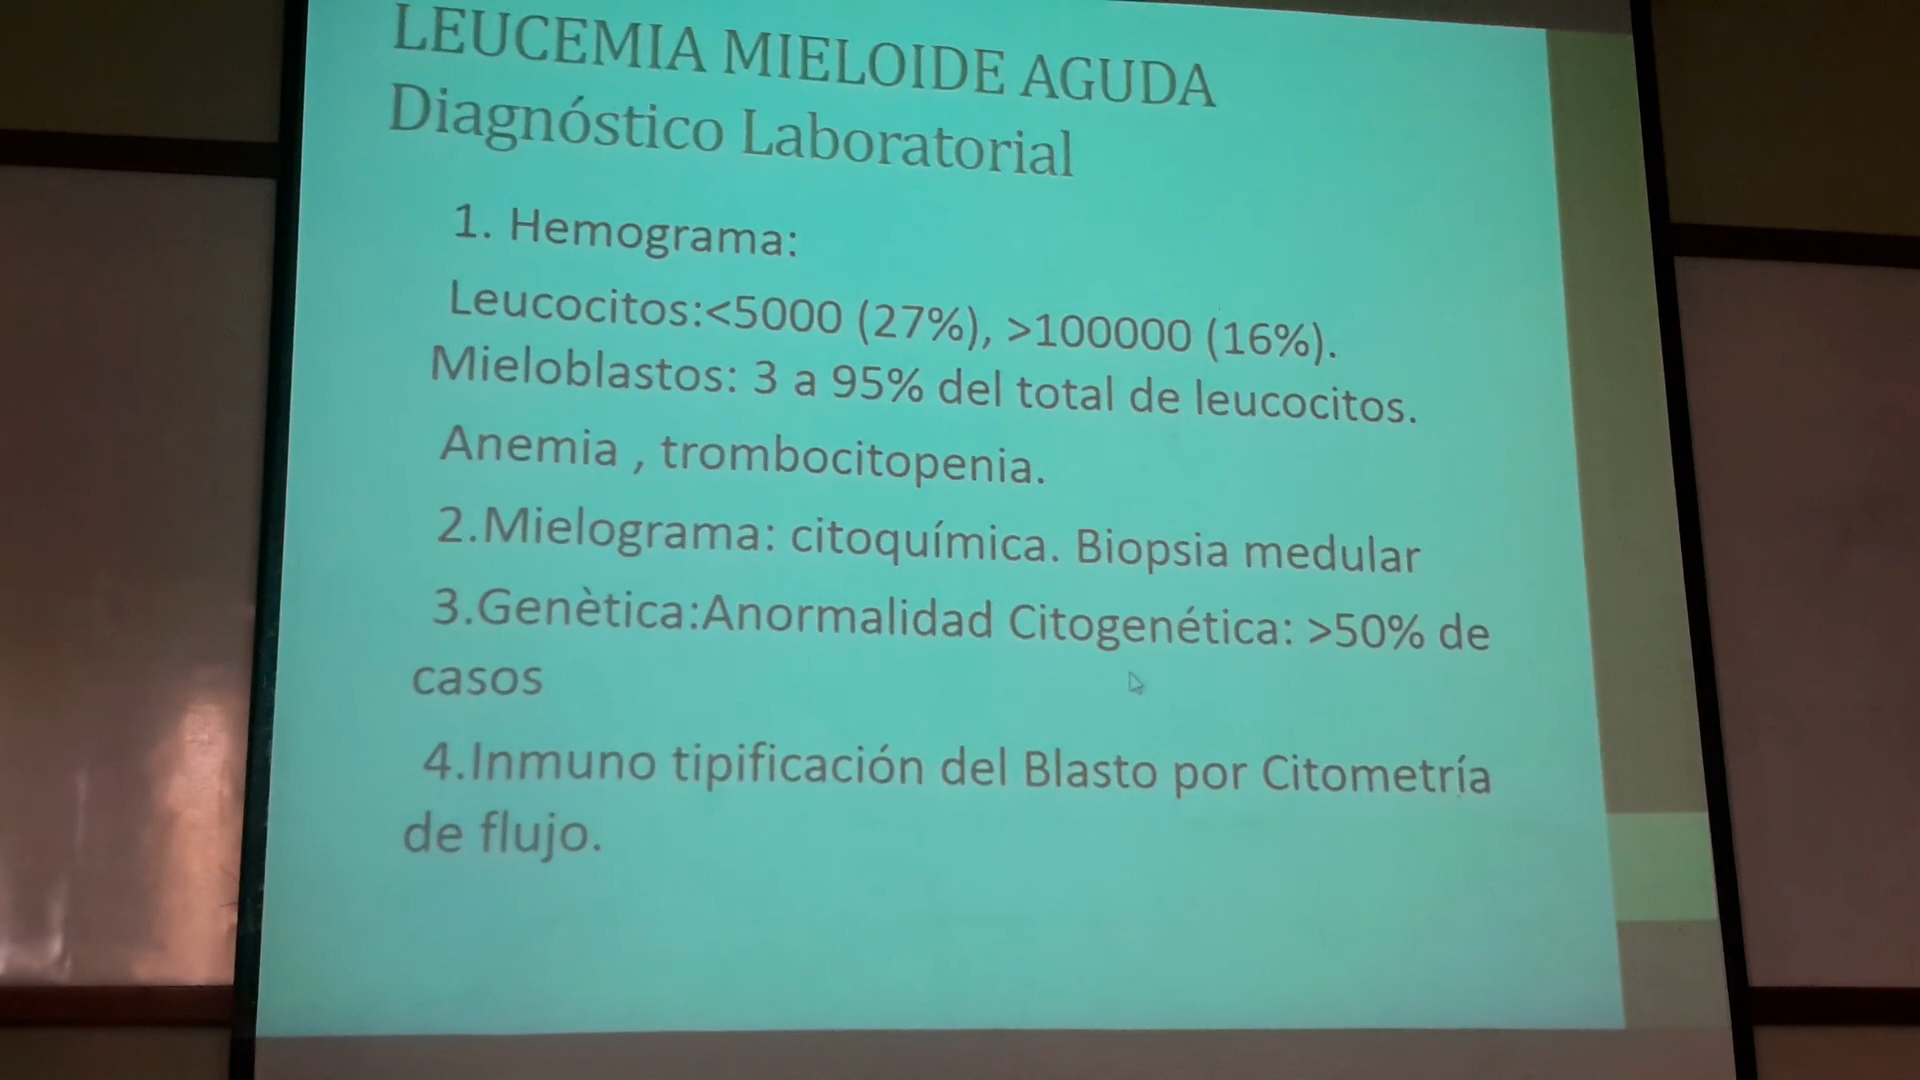 LEUCEMIA MIELOIDE AGUDA
Diagnóstico Laboratorial
1. Hemograma:
Leucocitos:<5000 (27%), >100000 (16%).
Mieloblastos: 3 a 95% del total de leucocitos.
Anemia , trombocitopenia.
2.Mielograma: citoquímica. Biopsia medular
3.Genètica:Anormalidad Citogenética: >50% de
casos
4.Inmuno tipificación del Blasto por Citometría
de flujo.